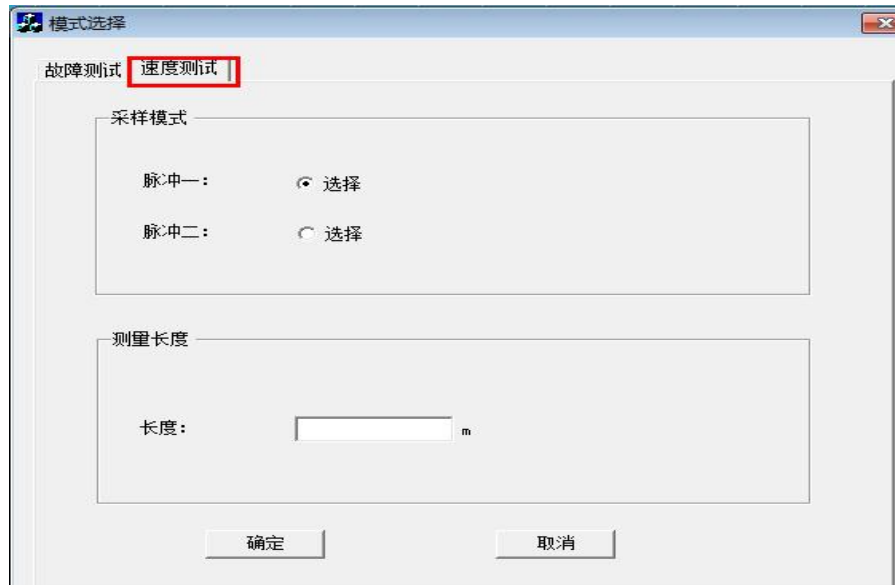 模式选择
故障测试 速度测试
采样模式
脉冲一： 选择
脉冲二： 选择
测量长度
长度： m
确定 取消